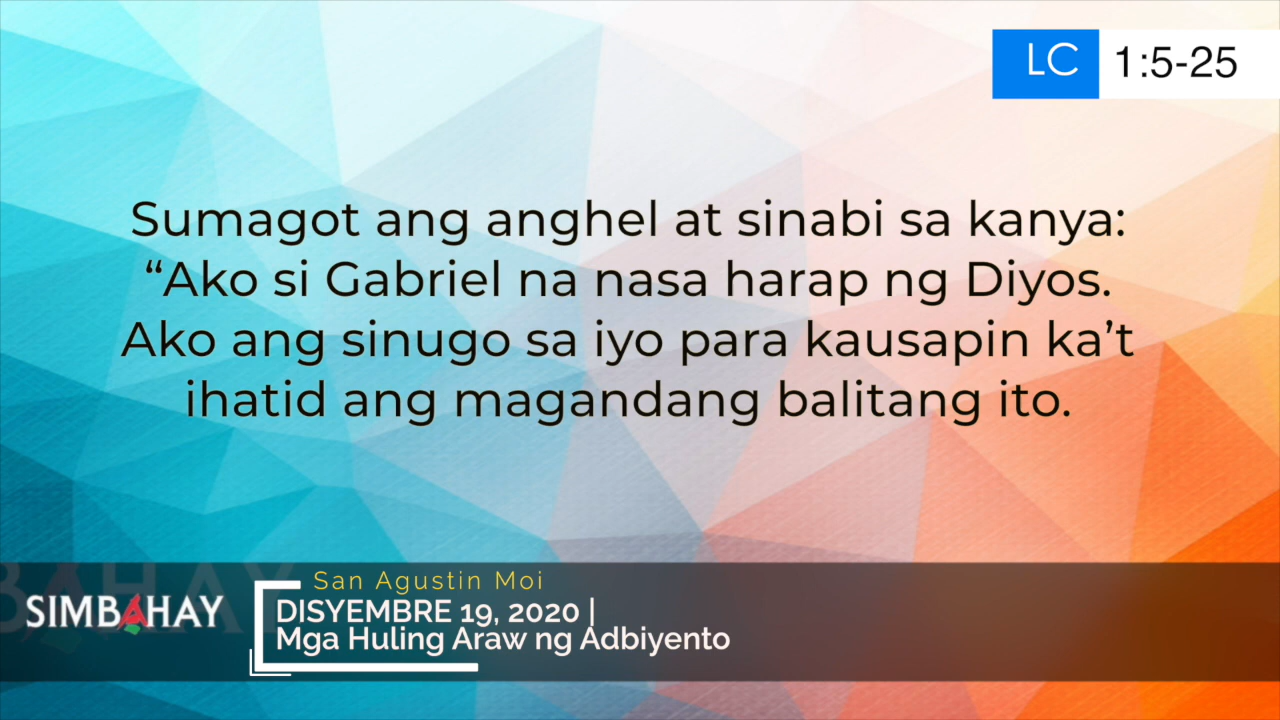 LC 1:5-25
Sumagot ang anghel at sinabi sa kanya:
“Ako si Gabriel na nasa harap ng Diyos.
Ako ang sinugo sa iyo para kausapin ka’t
ihatid ang magandang balitang ito.
San Agustin Moi
SIMBAHAY
DISYEMBRE 19, 2020 |
Mga Huling Araw ng Adbiyento